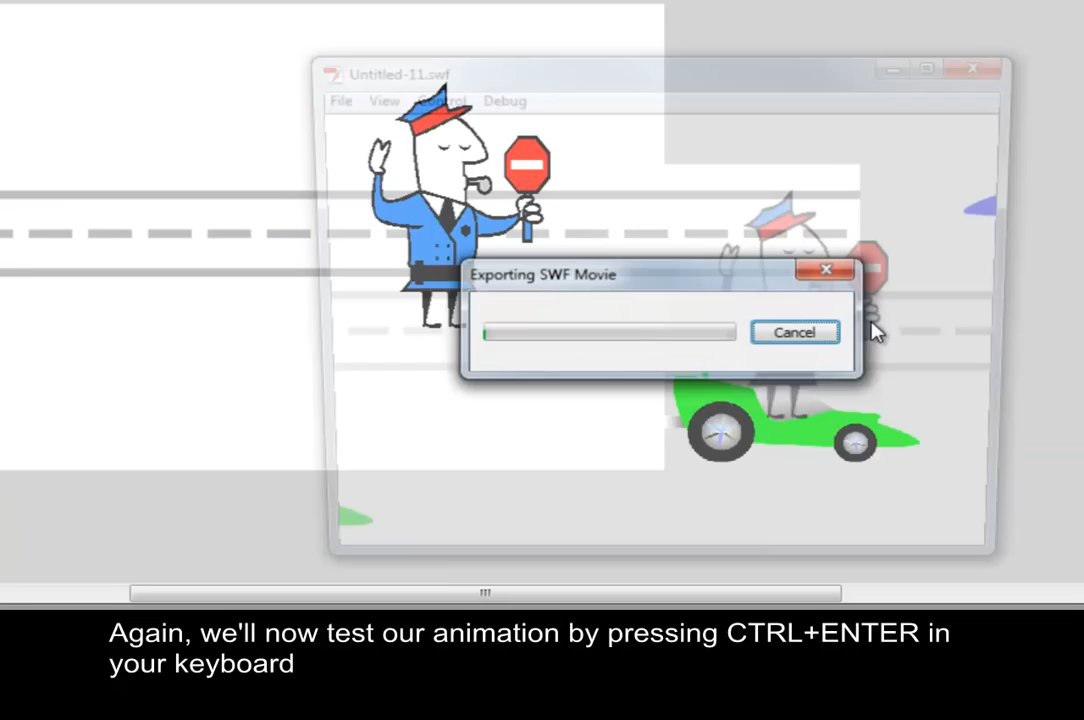 Untitled-11.swf
File View Control Debug
Exporting SWF Movie
Cancel
Again, we'll now test our animation by pressing CTRL+ENTER in
your keyboard